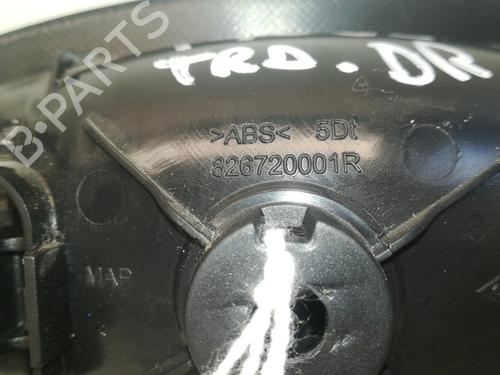 TRD. DR
>ABS< 5Dt
826720001R
MAP
B-PARTS